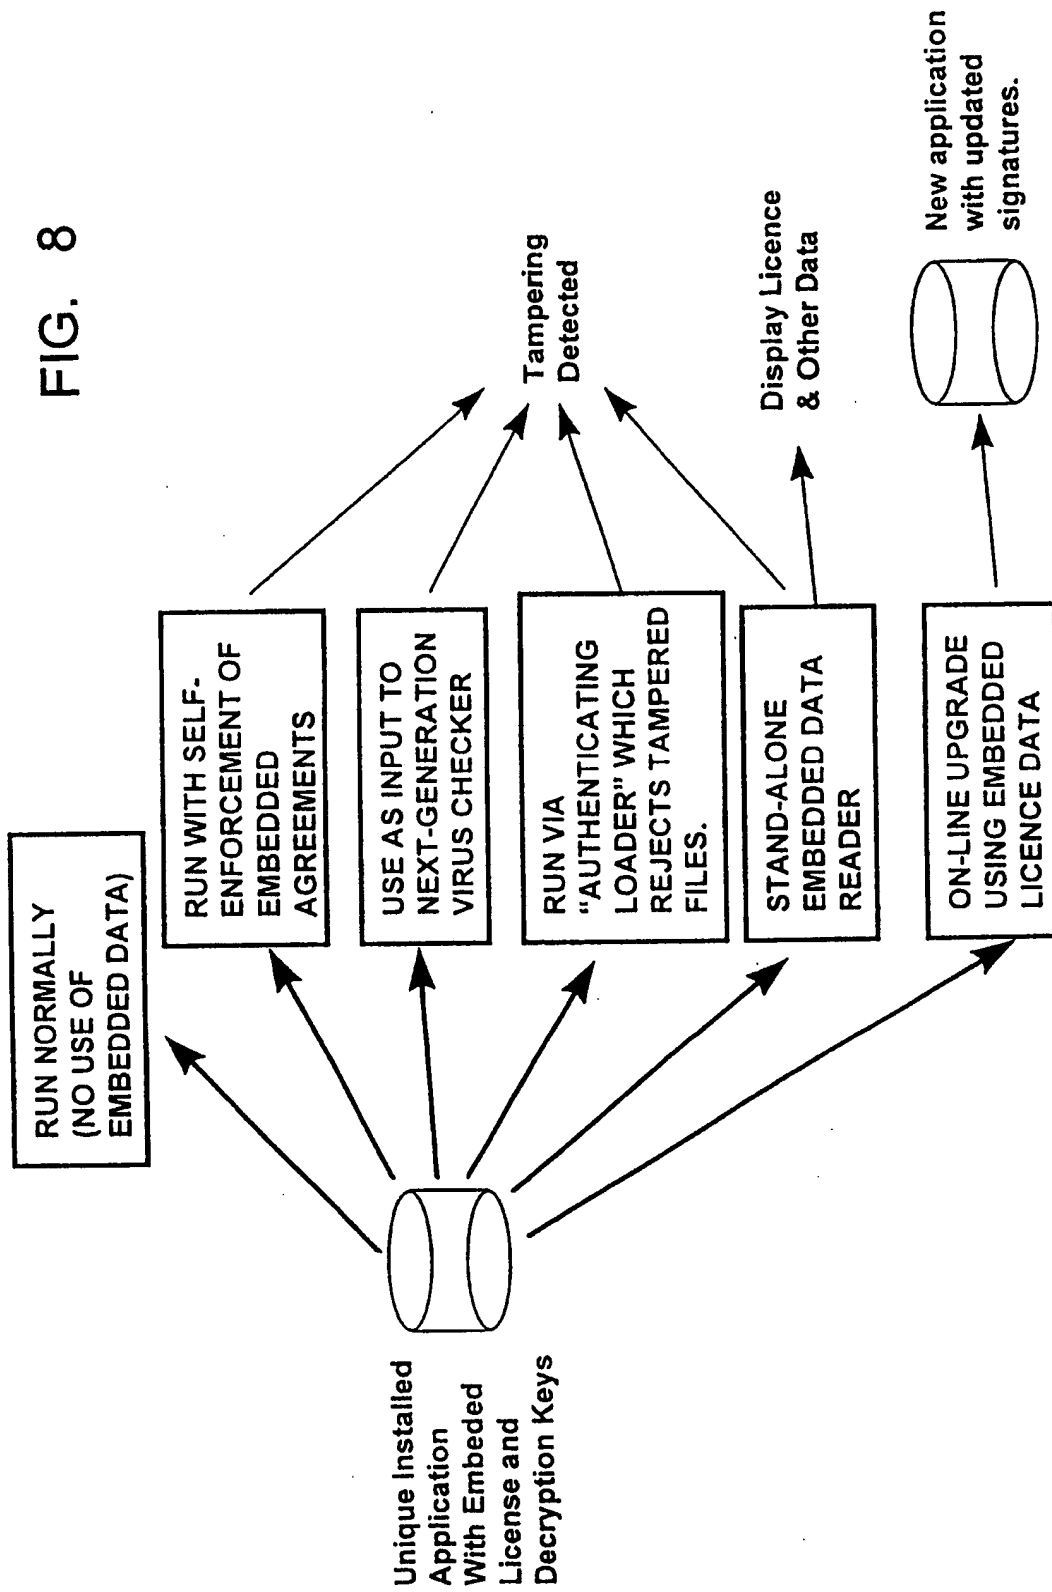 FIG. 8
Unique Installed
Application
With Embeded
License and
Decryption Keys
RUN NORMALLY
(NO USE OF
EMBEDDED DATA)
RUN WITH SELF-
ENFORCEMENT OF
EMBEDDED
AGREEMENTS
USE AS INPUT TO
NEXT-GENERATION
VIRUS CHECKER
RUN VIA
“AUTHENTICATING
LOADER” WHICH
REJECTS TAMPERED
FILES.
STAND-ALONE
EMBEDDED DATA
READER
ON-LINE UPGRADE
USING EMBEDDED
LICENCE DATA
Tampering
Detected
Display Licence
& Other Data
New application
with updated
signatures.